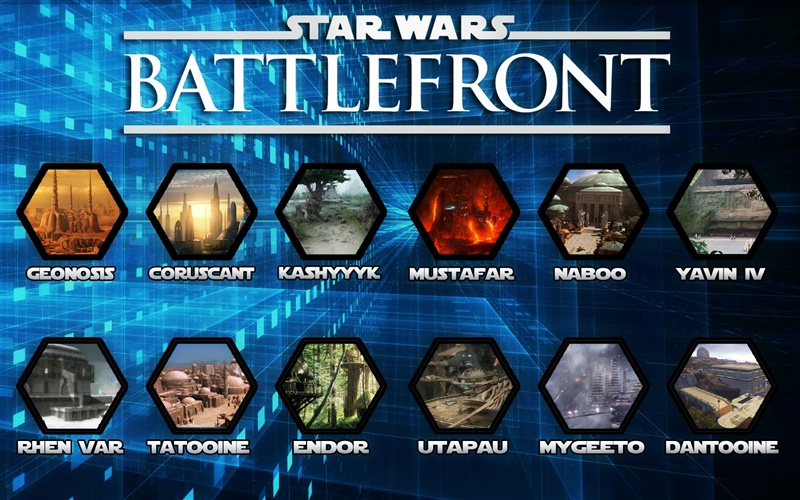 STAR WARS
BATTLEFRONT
GEONOSIS CORUSCANT KASHYYYK MUSTAFAR NABOO YAVIN IV
RHEN VAR TATOOINE ENDOR UTAPAU MYGEETO DANTOOINE